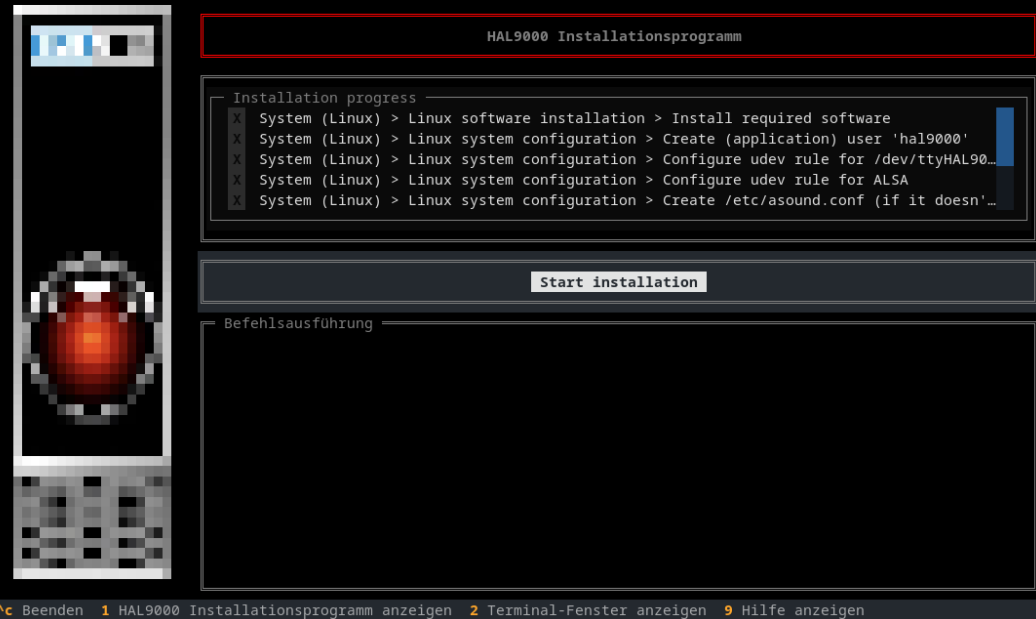 HAL9000 Installationsprogramm
Installation progress
X System (Linux) > Linux software installation > Install required software
X System (Linux) > Linux system configuration > Create (application) user 'hal9000'
X System (Linux) > Linux system configuration > Configure udev rule for /dev/ttyHAL90…
X System (Linux) > Linux system configuration > Configure udev rule for ALSA
X System (Linux) > Linux system configuration > Create /etc/asound.conf (if it doesn'…
Start installation
Befehlsausführung
^c Beenden 1 HAL9000 Installationsprogramm anzeigen 2 Terminal-Fenster anzeigen 9 Hilfe anzeigen